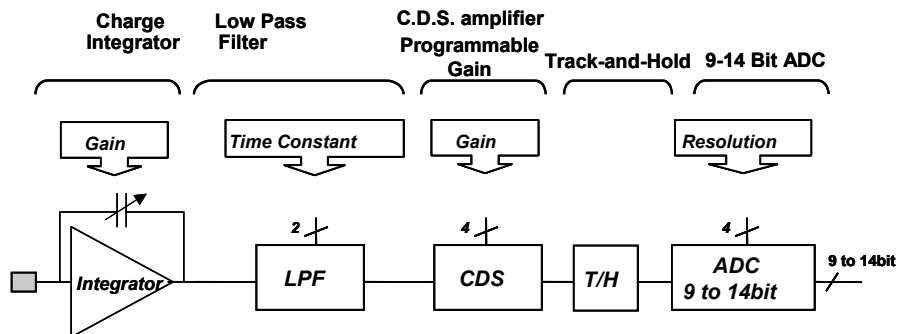 Charge
Integrator
Low Pass
Filter
C.D.S. amplifier
Programmable
Gain
Track-and-Hold
9-14 Bit ADC
Gain
Time Constant
Gain
Resolution
2
4
4
Integrator
LPF
CDS
T/H
ADC
9 to 14bit
9 to 14bit